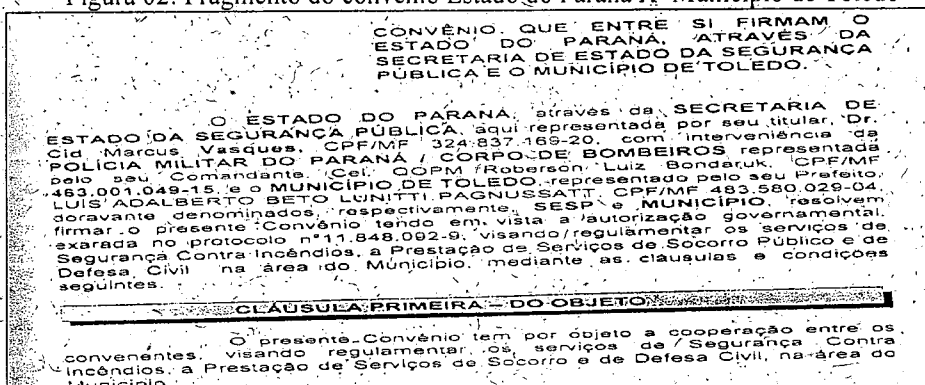 Figura 02: Fragmento do convênio Estado do Paraná X Município de Toledo
CONVÊNIO QUE ENTRE SI FIRMAM O
ESTADO DO PARANÁ, ATRAVÉS DA
SECRETARIA DE ESTADO DA SEGURANÇA
PÚBLICA E O MUNICÍPIO DE TOLEDO.
O ESTADO DO PARANÁ, através da SECRETARIA DE
ESTADO DA SEGURANÇA PÚBLICA, aqui representada por seu titular, Dr.
Cid Marcus Vasques, CPF/MF 324.837.169-20, com interveniência da
POLÍCIA MILITAR DO PARANÁ / CORPO DE BOMBEIROS representada
pelo seu Comandante, Cel. QOPM Roberson Luiz Bondaruk, CPF/MF
463.001.049-15, e o MUNICÍPIO DE TOLEDO, representado pelo seu Prefeito,
LUIS ADALBERTO BETO LUNITTI PAGNUSSATT, CPF/MF 483.580.029-04,
doravante denominados, respectivamente, SESP e MUNICÍPIO, resolvem
firmar o presente Convênio tendo em vista a autorização governamental,
exarada no protocolo n°11.848.092-9, visando regulamentar os serviços de
Segurança Contra Incêndios, a Prestação de Serviços de Socorro Público e de
Defesa Civil na área do Município, mediante as cláusulas e condições
seguintes.
CLÁUSULA PRIMEIRA – DO OBJETO
O presente Convênio tem por objeto a cooperação entre os
convenentes, visando regulamentar os serviços de Segurança Contra
Incêndios, a Prestação de Serviços de Socorro e de Defesa Civil, na área do
Município